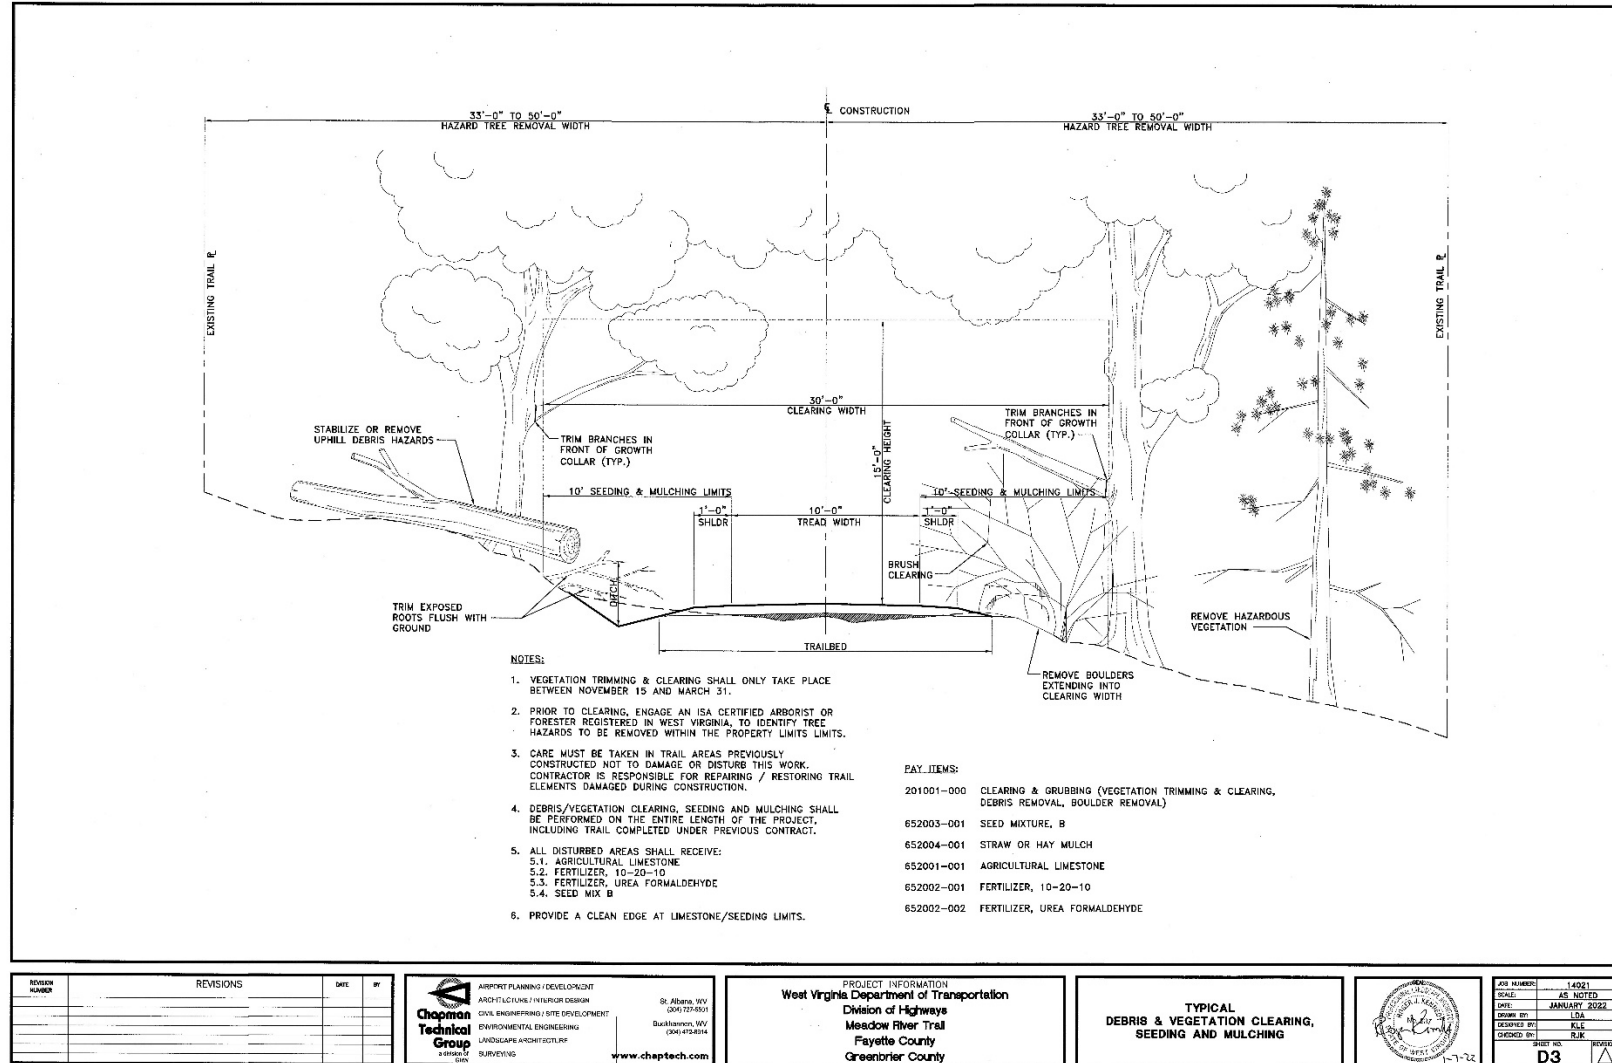 33'-0" TO 50'-0"
HAZARD TREE REMOVAL WIDTH
℄ CONSTRUCTION
33'-0" TO 50'-0"
HAZARD TREE REMOVAL WIDTH
EXISTING TRAIL ⅊
EXISTING TRAIL ⅊
30'-0"
CLEARING WIDTH
15'-0"
CLEARING HEIGHT
STABILIZE OR REMOVE
UPHILL DEBRIS HAZARDS
TRIM BRANCHES IN
FRONT OF GROWTH
COLLAR (TYP.)
TRIM BRANCHES IN
FRONT OF GROWTH
COLLAR (TYP.)
10' SEEDING & MULCHING LIMITS
10' SEEDING & MULCHING LIMITS
1'-0"
SHLDR
10'-0"
TREAD WIDTH
1'-0"
SHLDR
BRUSH
CLEARING
DITCH
TRIM EXPOSED
ROOTS FLUSH WITH
GROUND
TRAILBED
REMOVE HAZARDOUS
VEGETATION
REMOVE BOULDERS
EXTENDING INTO
CLEARING WIDTH
NOTES:
1. VEGETATION TRIMMING & CLEARING SHALL ONLY TAKE PLACE
BETWEEN NOVEMBER 15 AND MARCH 31.
2. PRIOR TO CLEARING, ENGAGE AN ISA CERTIFIED ARBORIST OR
FORESTER REGISTERED IN WEST VIRGINIA, TO IDENTIFY TREE
HAZARDS TO BE REMOVED WITHIN THE PROPERTY LIMITS LIMITS.
3. CARE MUST BE TAKEN IN TRAIL AREAS PREVIOUSLY
CONSTRUCTED NOT TO DAMAGE OR DISTURB THIS WORK.
CONTRACTOR IS RESPONSIBLE FOR REPAIRING / RESTORING TRAIL
ELEMENTS DAMAGED DURING CONSTRUCTION.
4. DEBRIS/VEGETATION CLEARING, SEEDING AND MULCHING SHALL
BE PERFORMED ON THE ENTIRE LENGTH OF THE PROJECT,
INCLUDING TRAIL COMPLETED UNDER PREVIOUS CONTRACT.
5. ALL DISTURBED AREAS SHALL RECEIVE:
5.1. AGRICULTURAL LIMESTONE
5.2. FERTILIZER, 10-20-10
5.3. FERTILIZER, UREA FORMALDEHYDE
5.4. SEED MIX B
6. PROVIDE A CLEAN EDGE AT LIMESTONE/SEEDING LIMITS.
PAY ITEMS:
201001-000 CLEARING & GRUBBING (VEGETATION TRIMMING & CLEARING,
DEBRIS REMOVAL, BOULDER REMOVAL)
652003-001 SEED MIXTURE, B
652004-001 STRAW OR HAY MULCH
652001-001 AGRICULTURAL LIMESTONE
652002-001 FERTILIZER, 10-20-10
652002-002 FERTILIZER, UREA FORMALDEHYDE
REVISION
NUMBER
REVISIONS
DATE
BY
Chapman
Technical
Group
a division of
AIRPORT PLANNING / DEVELOPMENT
ARCHITECTURE / INTERIOR DESIGN
CIVIL ENGINEERING / SITE DEVELOPMENT
ENVIRONMENTAL ENGINEERING
LANDSCAPE ARCHITECTURE
SURVEYING
St. Albans, WV
Buckhannon, WV
www.chaptech.com
PROJECT INFORMATION
West Virginia Department of Transportation
Division of Highways
Meadow River Trail
Fayette County
Greenbrier County
TYPICAL
DEBRIS & VEGETATION CLEARING,
SEEDING AND MULCHING
1-7-22
JOB NUMBER: 14021
SCALE: AS NOTED
DATE: JANUARY 2022
DRAWN BY: LDA
DESIGNED BY: KLE
CHECKED BY: RJK
SHEET NO.
D3